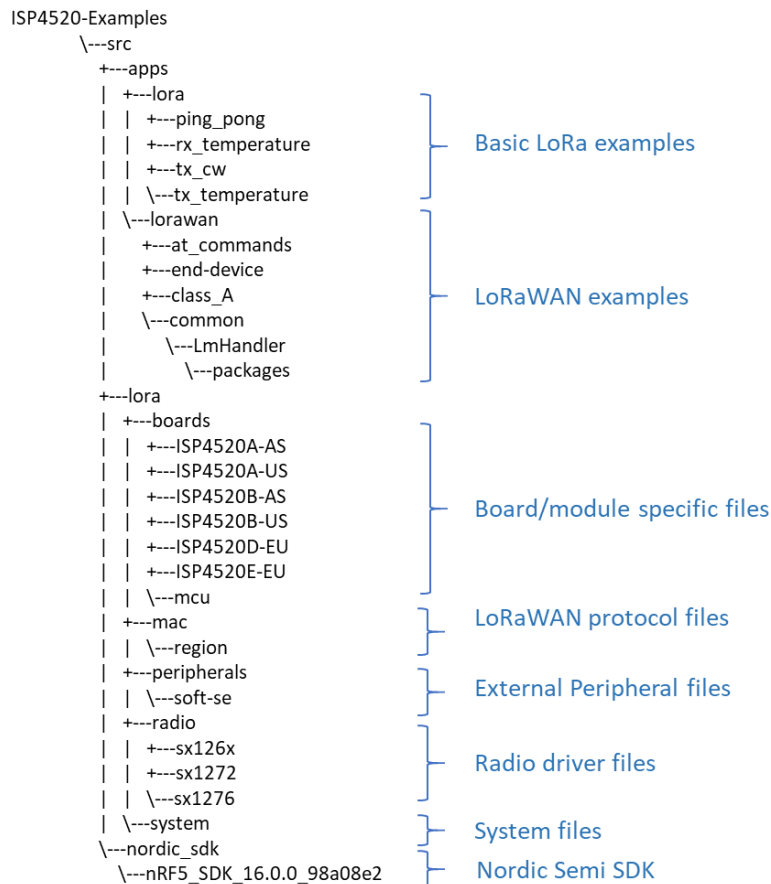 ISP4520-Examples
\---src
+---apps
| +---lora
| | +---ping_pong
| | +---rx_temperature
| | +---tx_cw
| | \---tx_temperature
Basic LoRa examples
| \---lorawan
| +---at_commands
| +---end-device
| +---class_A
| \---common
| \---LmHandler
| \---packages
LoRaWAN examples
+---lora
| +---boards
| | +---ISP4520A-AS
| | +---ISP4520A-US
| | +---ISP4520B-AS
| | +---ISP4520B-US
| | +---ISP4520D-EU
| | +---ISP4520E-EU
| | \---mcu
Board/module specific files
| +---mac
| | \---region
LoRaWAN protocol files
| +---peripherals
| | \---soft-se
External Peripheral files
| +---radio
| | +---sx126x
| | +---sx1272
| | \---sx1276
Radio driver files
| \---system
System files
\---nordic_sdk
\---nRF5_SDK_16.0.0_98a08e2
Nordic Semi SDK